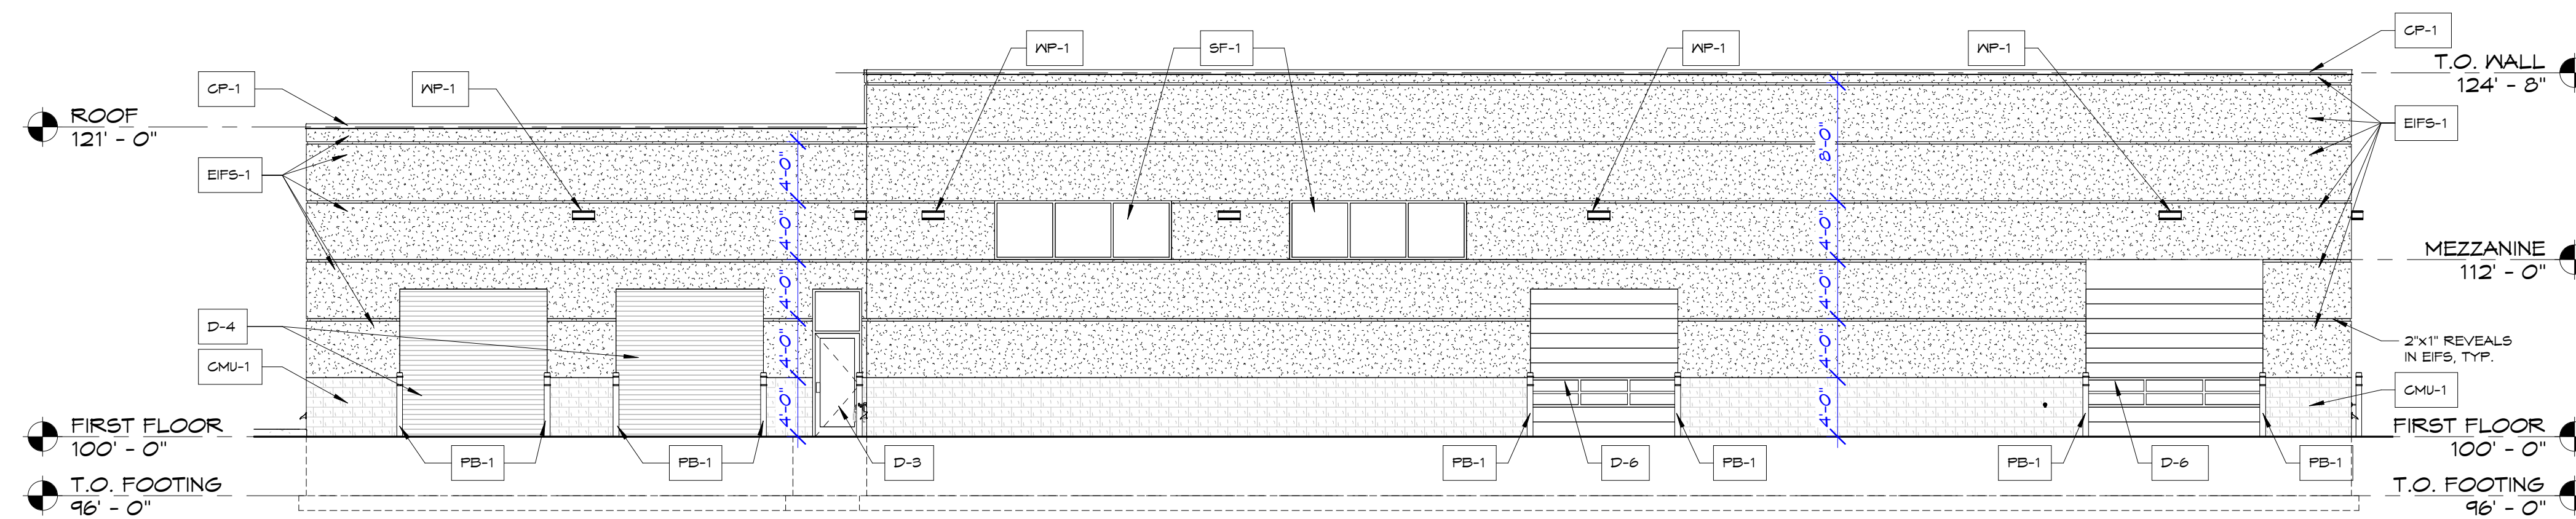 CP-1
WP-1
SF-1
WP-1
WP-1
CP-1
T.O. WALL
124' - 8"
CP-1
WP-1
ROOF
121' - 0"
EIFS-1
8'-0"
4'-0"
EIFS-1
4'-0"
4'-0"
MEZZANINE
112' - 0"
4'-0"
4'-0"
D-4
4'-0"
4'-0"
2"x1" REVEALS
IN EIFS, TYP.
CMU-1
4'-0"
4'-0"
CMU-1
FIRST FLOOR
100' - 0"
FIRST FLOOR
100' - 0"
PB-1
PB-1
D-3
PB-1
D-6
PB-1
PB-1
D-6
PB-1
T.O. FOOTING
96' - 0"
T.O. FOOTING
96' - 0"